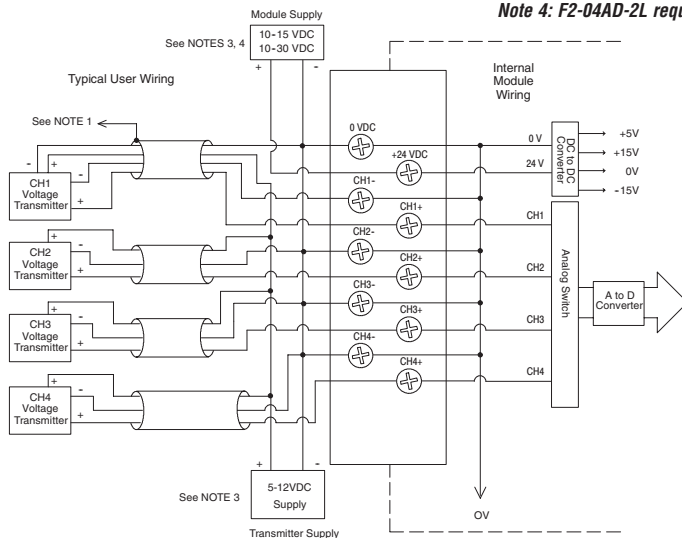 Note 4: F2-04AD-2L requ
Module Supply
10-15 VDC
10-30 VDC
See NOTES 3, 4
+ -
Typical User Wiring
Internal
Module
Wiring
See NOTE 1
0 VDC
+24 VDC
0 V
24 V
DC to DC
Converter
+5V
+15V
0V
-15V
- +
-
+
CH1
Voltage
Transmitter
CH1-
CH1+
CH1
+
-
+
CH2
Voltage
Transmitter
CH2-
CH2+
CH2
Analog Switch
A to D
Converter
+
-
+
CH3
Voltage
Transmitter
CH3-
CH3+
CH3
+
-
+
CH4
Voltage
Transmitter
CH4-
CH4+
CH4
+ -
See NOTE 3
5-12VDC
Supply
Transmitter Supply
OV